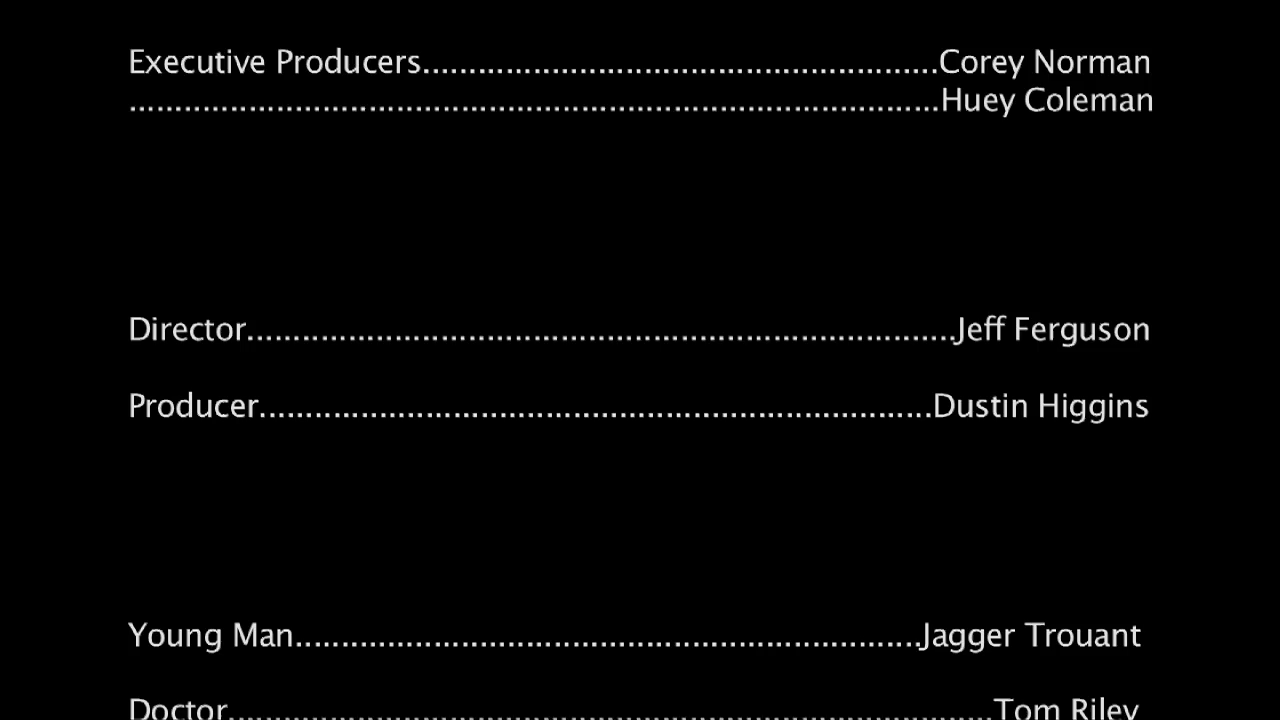 Executive Producers........................................................Corey Norman
........................................................................................Huey Coleman
Director.............................................................................Jeff Ferguson
Producer.........................................................................Dustin Higgins
Young Man....................................................................Jagger Trouant
Doctor...................................................................................Tom Riley